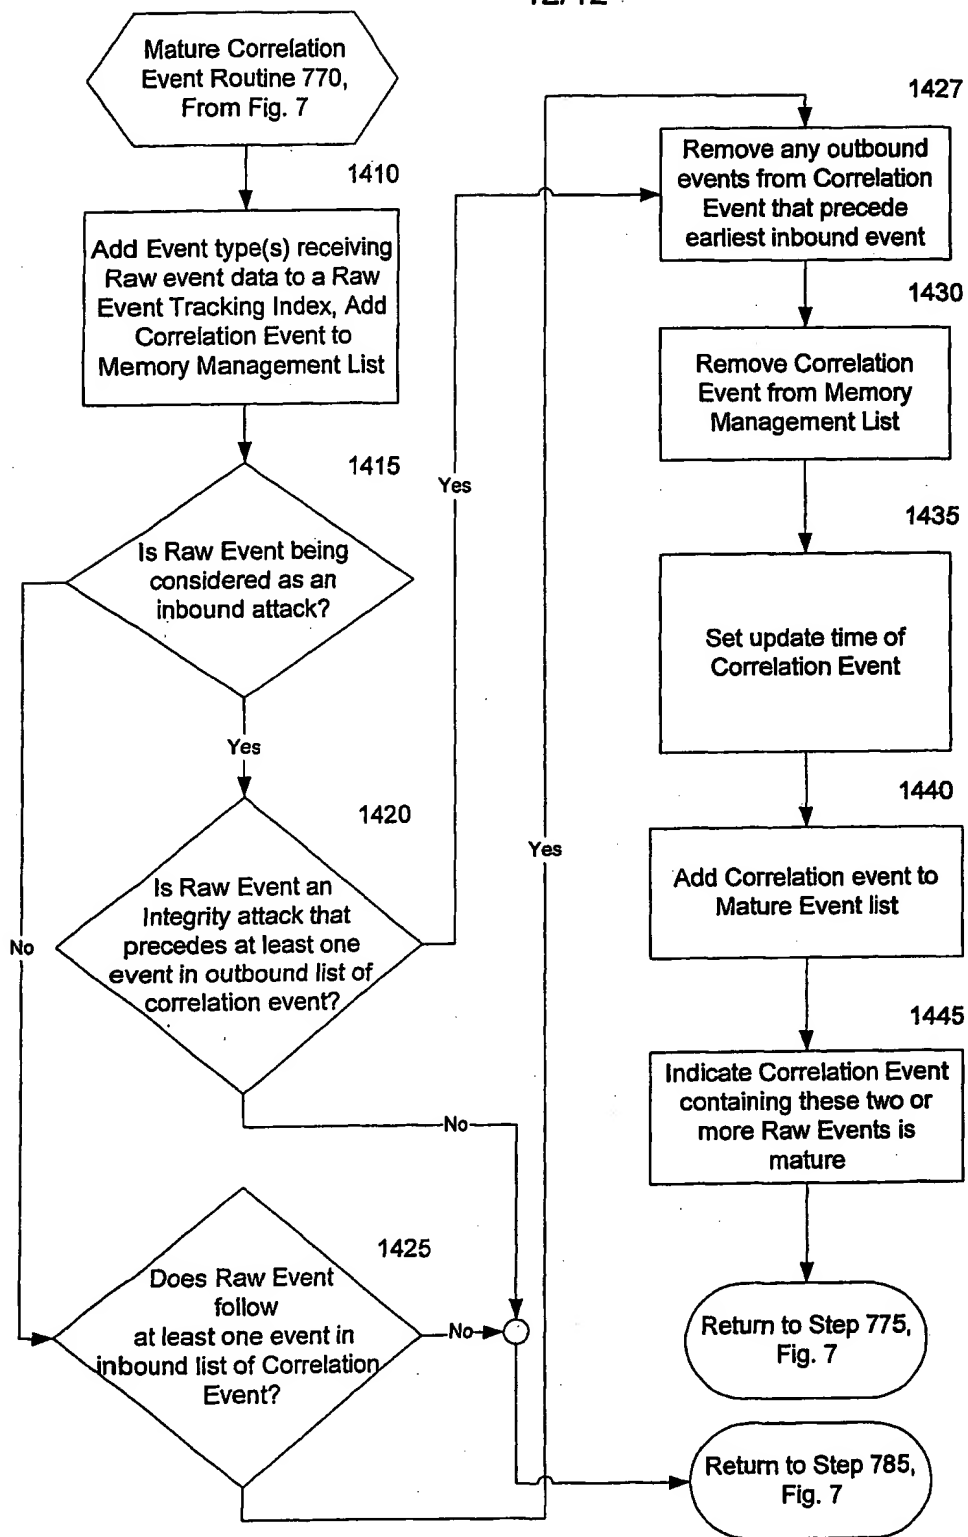 12/12
Mature Correlation
Event Routine 770,
From Fig. 7
1410
Add Event type(s) receiving
Raw event data to a Raw
Event Tracking Index, Add
Correlation Event to
Memory Management List
1415
Is Raw Event being
considered as an
inbound attack?
Yes
No
1420
Is Raw Event an
Integrity attack that
precedes at least one
event in outbound list of
correlation event?
Yes
No
1425
Does Raw Event
follow
at least one event in
inbound list of Correlation
Event?
No
Yes
1427
Remove any outbound
events from Correlation
Event that precede
earliest inbound event
1430
Remove Correlation
Event from Memory
Management List
1435
Set update time of
Correlation Event
1440
Add Correlation event to
Mature Event list
1445
Indicate Correlation Event
containing these two or
more Raw Events is
mature
Return to Step 775,
Fig. 7
Return to Step 785,
Fig. 7